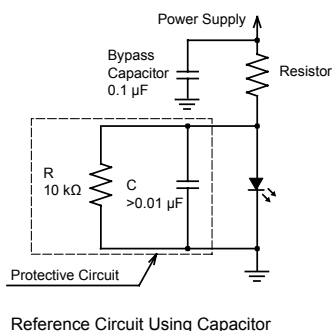 Power Supply
Bypass
Capacitor
0.1 µF
Resistor
R
10 kΩ
C
>0.01 µF
Protective Circuit
Reference Circuit Using Capacitor